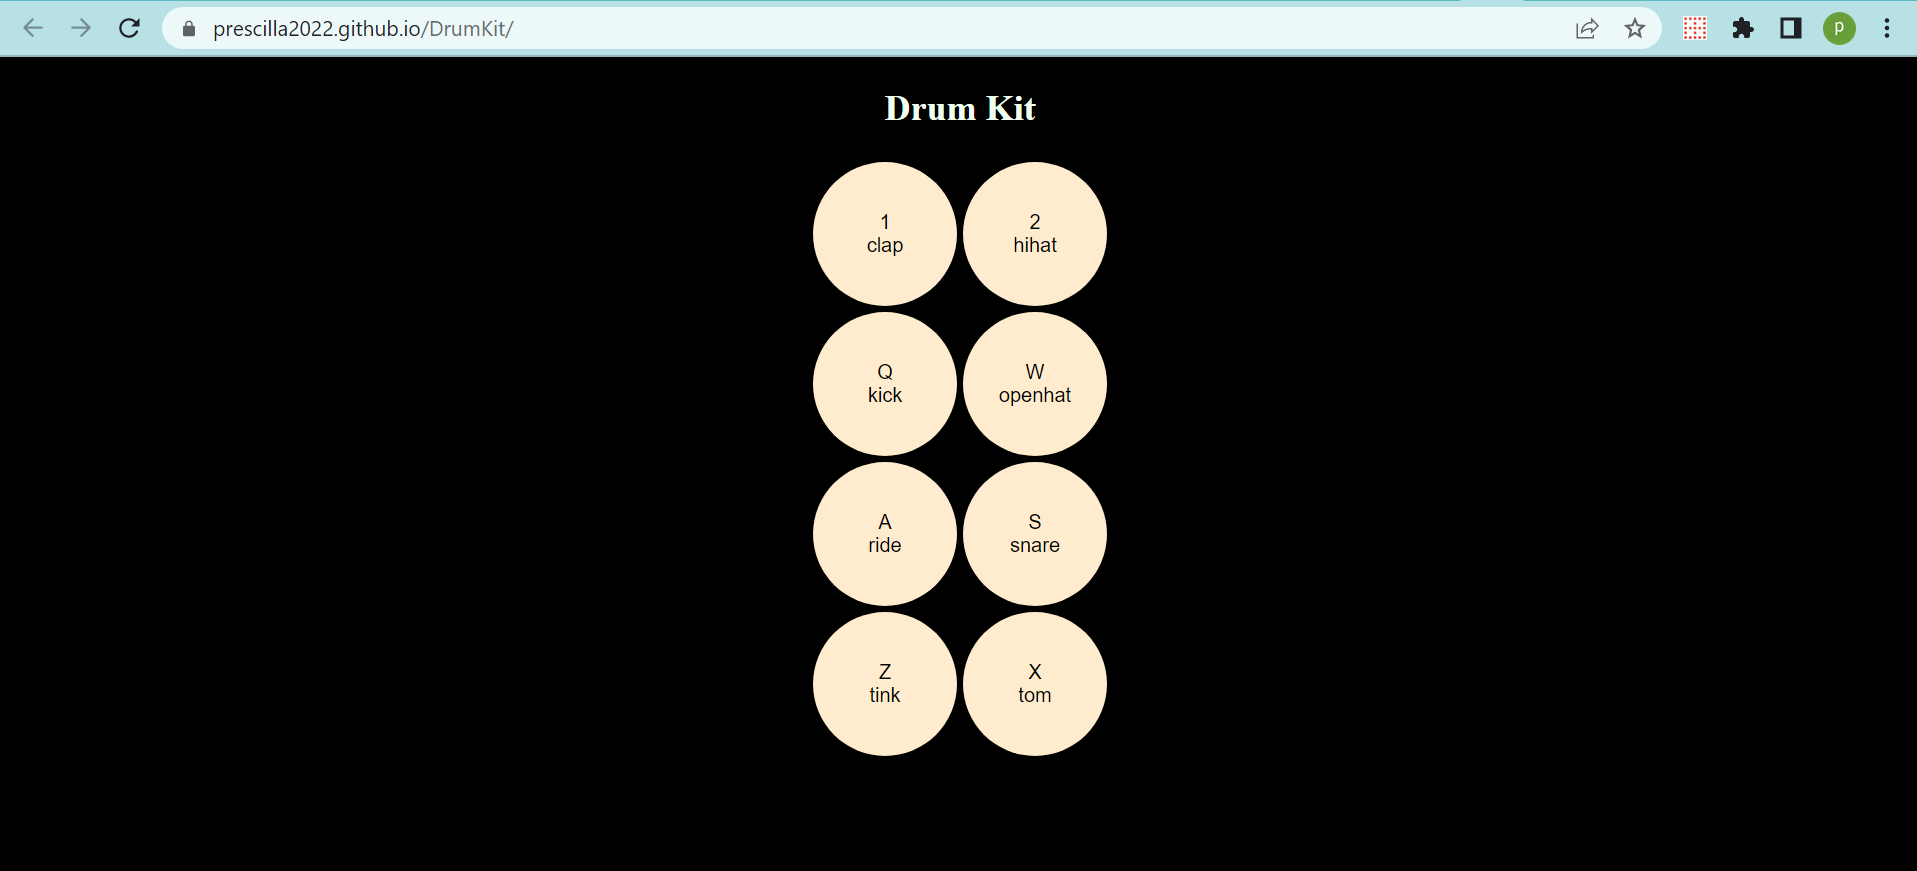 prescilla2022.github.io/DrumKit/
p
Drum Kit
1
clap
2
hihat
Q
kick
W
openhat
A
ride
S
snare
Z
tink
X
tom